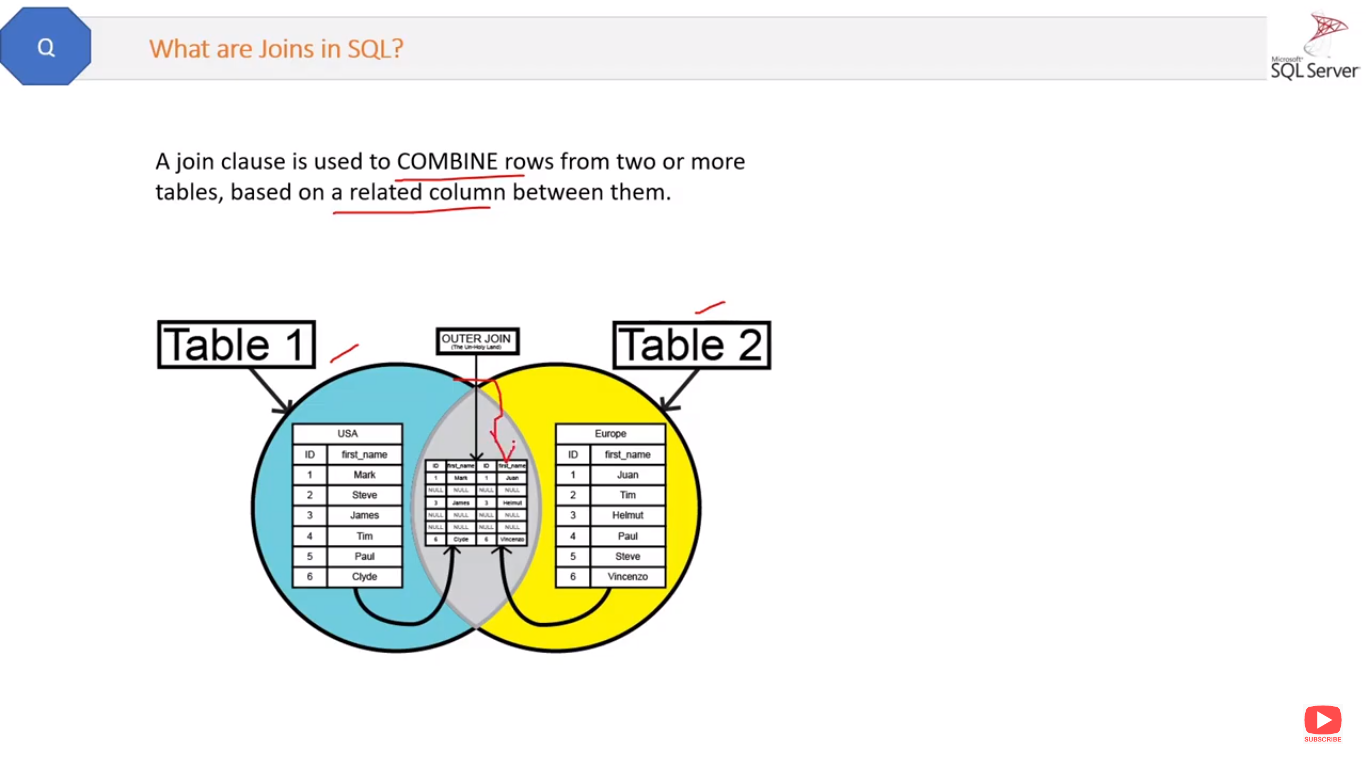 Q
What are Joins in SQL?
Microsoft®
SQL Server
A join clause is used to COMBINE rows from two or more
tables, based on a related column between them.
Table 1
OUTER JOIN
(The Un-Holy Land)
Table 2
USA
ID first_name
1 Mark
2 Steve
3 James
4 Tim
5 Paul
6 Clyde
ID first_name ID first_name
1 Mark 1 Juan
NULL NULL NULL NULL
3 James 3 Helmut
NULL NULL NULL NULL
NULL NULL NULL NULL
6 Clyde 6 Vincenzo
Europe
ID first_name
1 Juan
2 Tim
3 Helmut
4 Paul
5 Steve
6 Vincenzo
SUBSCRIBE